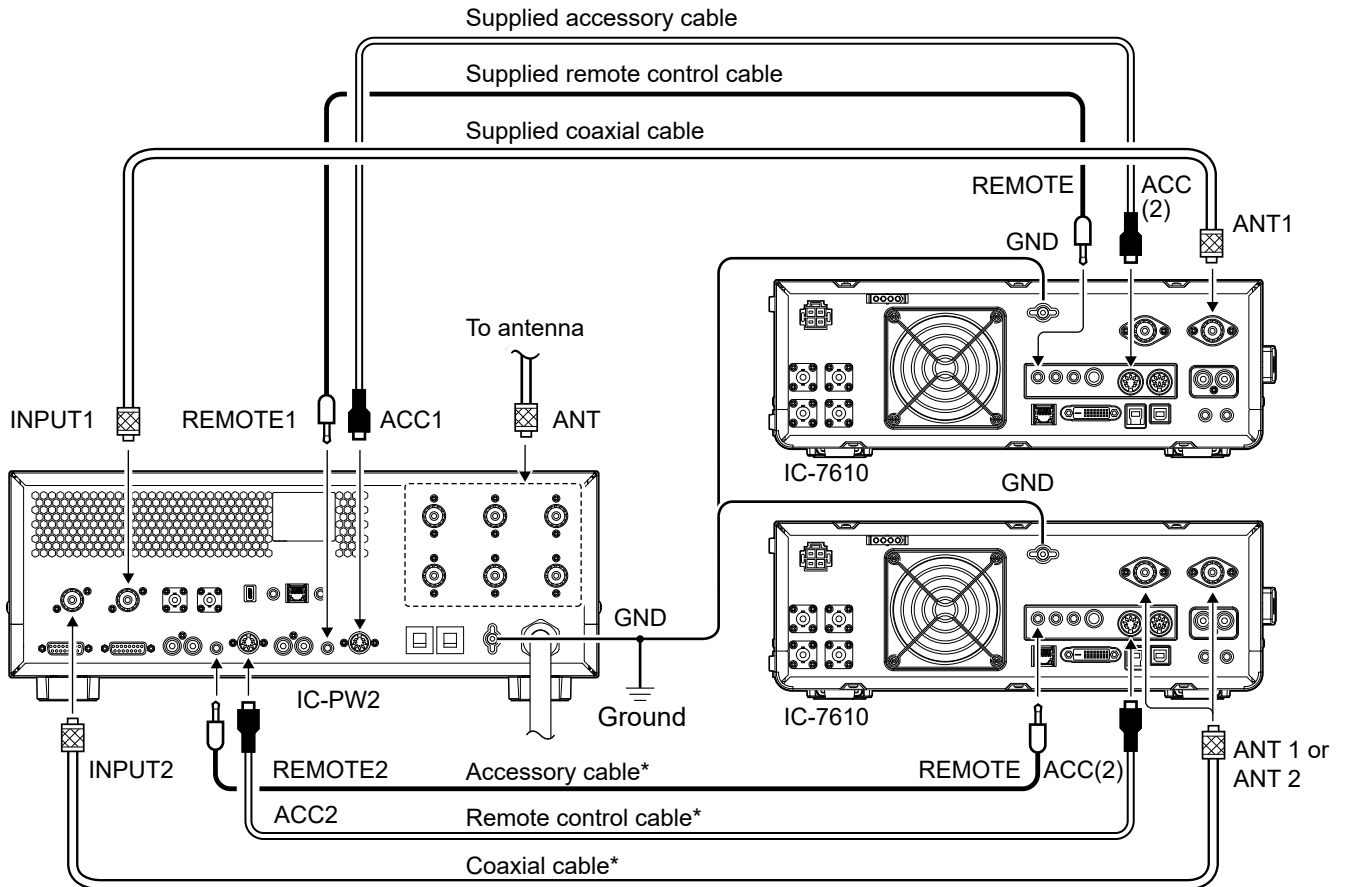 Supplied accessory cable
Supplied remote control cable
Supplied coaxial cable
REMOTE
ACC
(2)
ANT1
GND
To antenna
INPUT1
REMOTE1
ACC1
ANT
IC-7610
GND
GND
IC-PW2
Ground
IC-7610
INPUT2
REMOTE2
Accessory cable*
REMOTE
ACC(2)
ANT 1 or
ANT 2
ACC2
Remote control cable*
Coaxial cable*